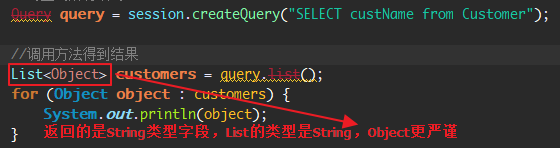 Query query = session.createQuery("SELECT custName from Customer");
//调用方法得到结果
List<Object> customers = query.list();
for (Object object : customers) {
System.out.println(object);
} 返回的是String类型字段，List的类型是String，Object更严谨